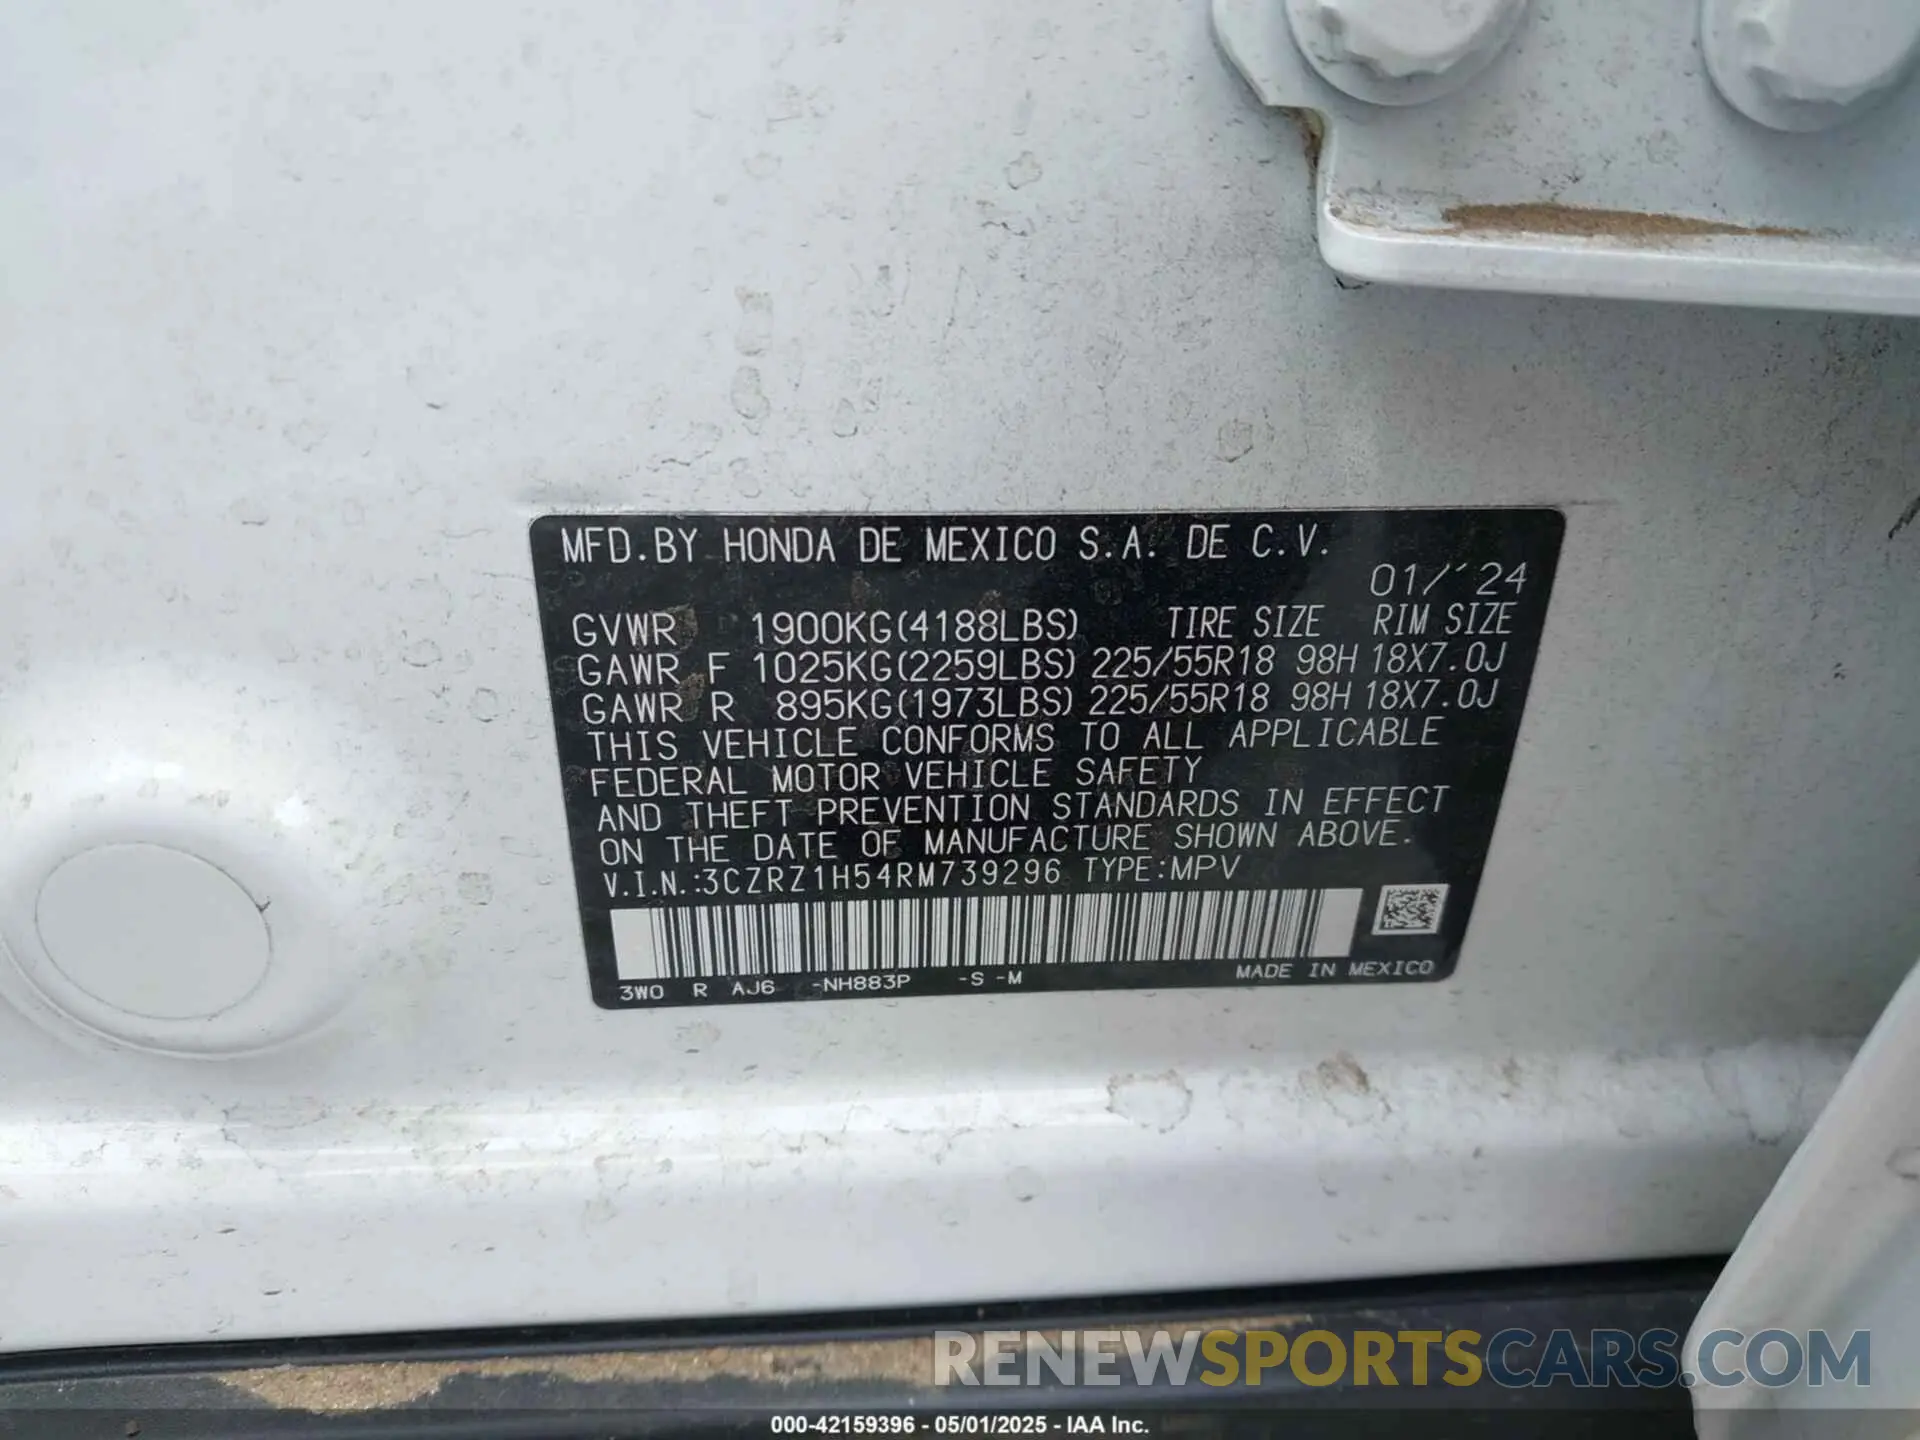 MFD.BY HONDA DE MEXICO S.A. DE C.V.
01/´24
GVWR 1900KG(4188LBS) TIRE SIZE RIM SIZE
GAWR F 1025KG(2259LBS) 225/55R18 98H 18X7.0J
GAWR R 895KG(1973LBS) 225/55R18 98H 18X7.0J
THIS VEHICLE CONFORMS TO ALL APPLICABLE
FEDERAL MOTOR VEHICLE SAFETY
AND THEFT PREVENTION STANDARDS IN EFFECT
ON THE DATE OF MANUFACTURE SHOWN ABOVE.
V.I.N.:3CZRZ1H54RM739296 TYPE:MPV
3W0 R AJ6 -NH883P -S -M MADE IN MEXICO
RENEWSPORTSCARS.COM
000-42159396 - 05/01/2025 - IAA Inc.